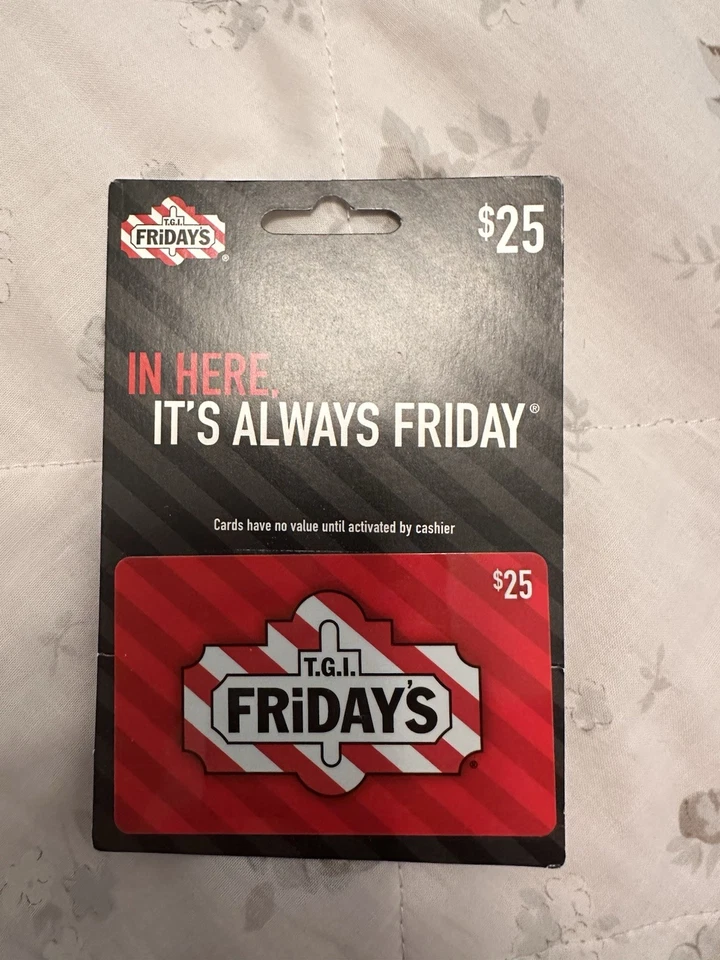 T.G.I.
FRiDAY'S®
$25
IN HERE,
IT'S ALWAYS FRIDAY®
Cards have no value until activated by cashier
$25
T.G.I.
FRiDAY'S®